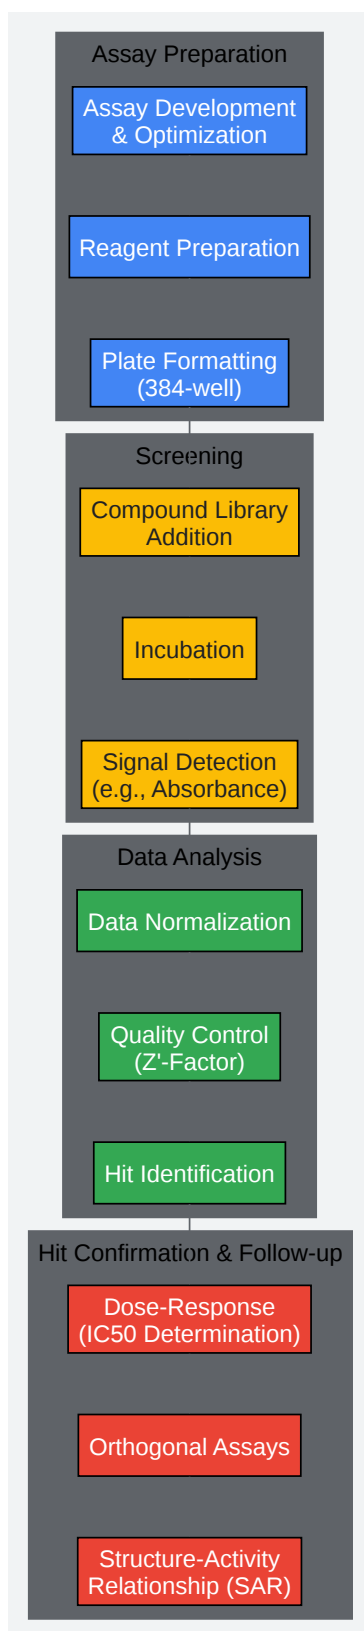 Assay Preparation
Assay Development
& Optimization
Reagent Preparation
Plate Formatting
(384-well)
Screening
Compound Library
Addition
Incubation
Signal Detection
(e.g., Absorbance)
Data Analysis
Data Normalization
Quality Control
(Z'-Factor)
Hit Identification
Hit Confirmation & Follow-up
Dose-Response
(IC50 Determination)
Orthogonal Assays
Structure-Activity
Relationship (SAR)